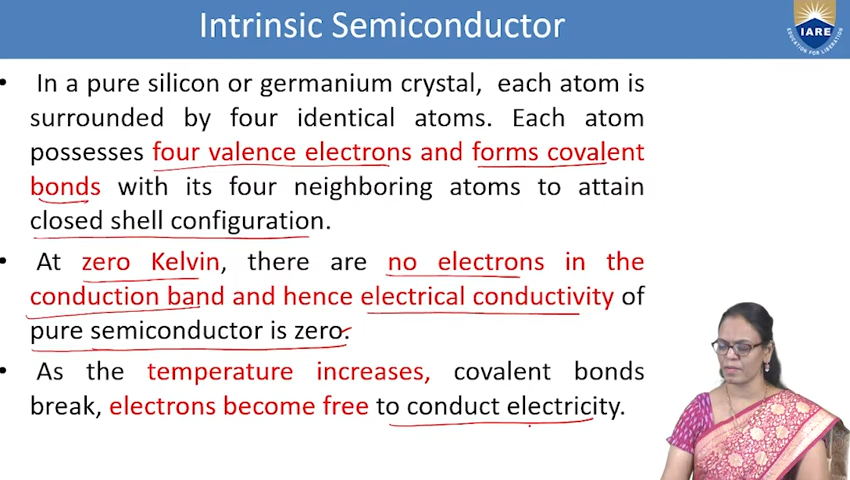 Intrinsic Semiconductor
IARE
EDUCATION FOR LIBERATION
• In a pure silicon or germanium crystal, each atom is
surrounded by four identical atoms. Each atom
possesses four valence electrons and forms covalent
bonds with its four neighboring atoms to attain
closed shell configuration.
• At zero Kelvin, there are no electrons in the
conduction band and hence electrical conductivity of
pure semiconductor is zero.
• As the temperature increases, covalent bonds
break, electrons become free to conduct electricity.